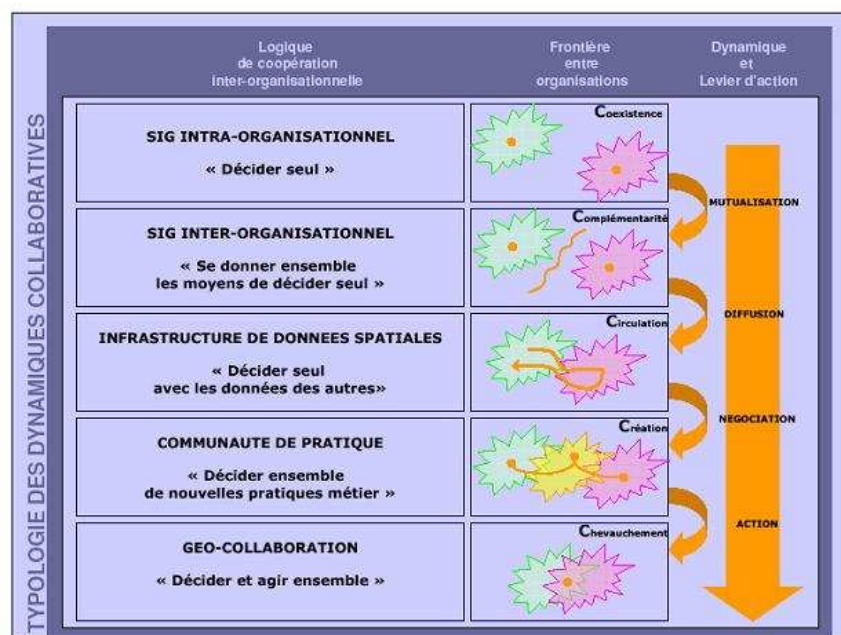 TYPOLOGIE DES DYNAMIQUES COLLABORATIVES
Logique
de coopération
inter-organisationnelle
Frontière
entre
organisations
Dynamique
et
Levier d'action
SIG INTRA-ORGANISATIONNEL
« Décider seul »
Coexistence
MUTUALISATION
SIG INTER-ORGANISATIONNEL
« Se donner ensemble
les moyens de décider seul »
Complémentarité
DIFFUSION
INFRASTRUCTURE DE DONNEES SPATIALES
« Décider seul
avec les données des autres»
Circulation
NEGOCIATION
COMMUNAUTE DE PRATIQUE
« Décider ensemble
de nouvelles pratiques métier »
Création
ACTION
GEO-COLLABORATION
« Décider et agir ensemble »
Chevauchement